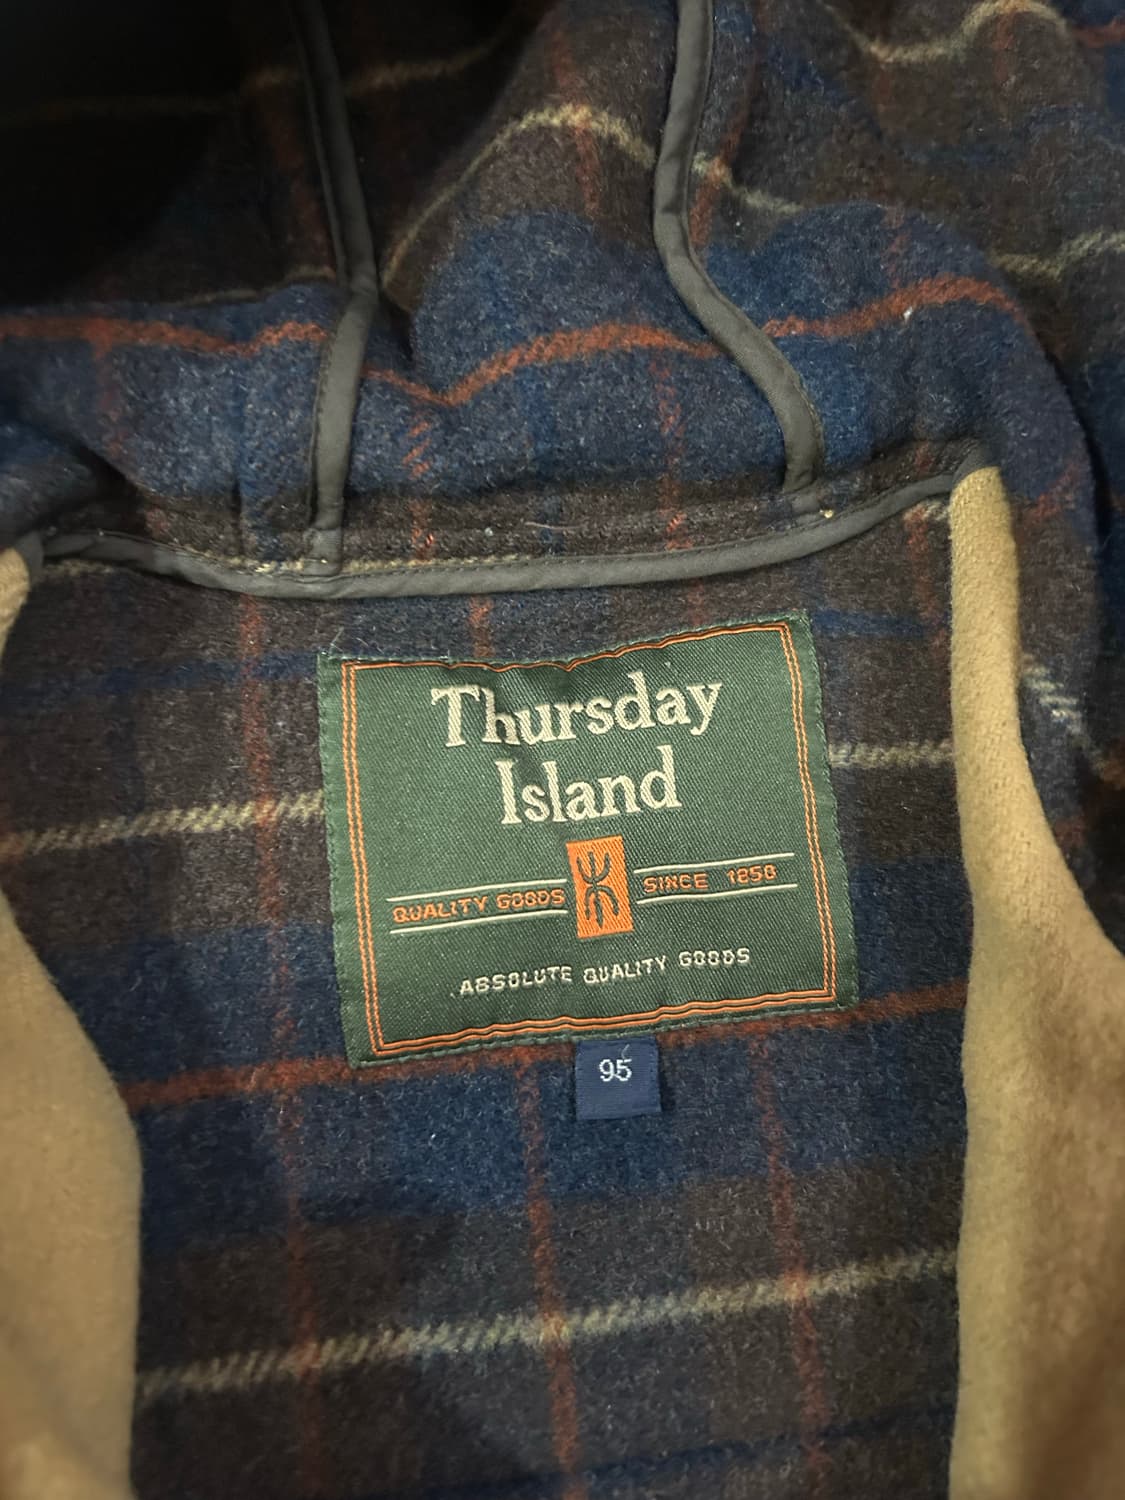 Thursday
Island
QUALITY GOODS SINCE 1858
ABSOLUTE QUALITY GOODS
95